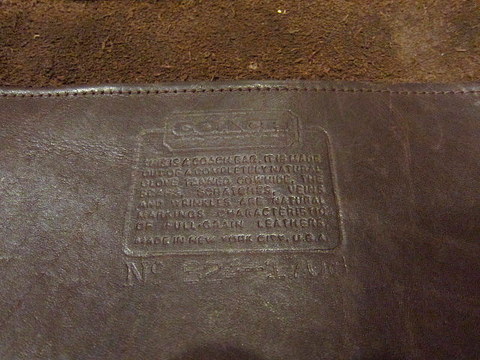 COACH
THIS IS A COACH BAG. IT IS MADE
OUT OF A COMPLETELY NATURAL
GLOVE TANNED COWHIDE. THE
SCARS, SCRATCHES, VEINS
AND WRINKLES ARE NATURAL
MARKINGS CHARACTERISTIC
OF FULL-GRAIN LEATHERS.
MADE IN NEW YORK CITY, U.S.A.
Nº